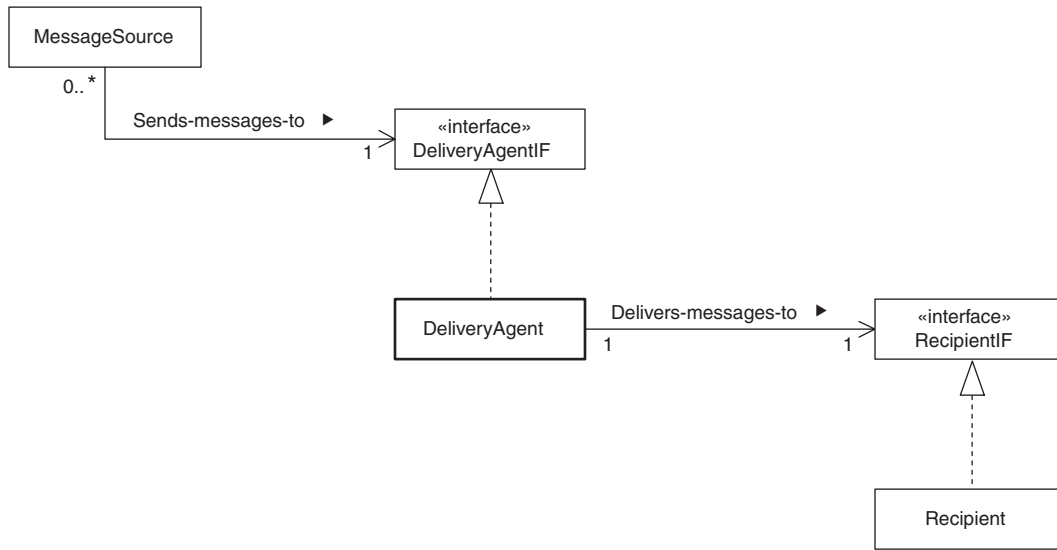 MessageSource
0..*
Sends-messages-to ▶
1
«interface»
DeliveryAgentIF
DeliveryAgent
Delivers-messages-to ▶
1
1
«interface»
RecipientIF
Recipient